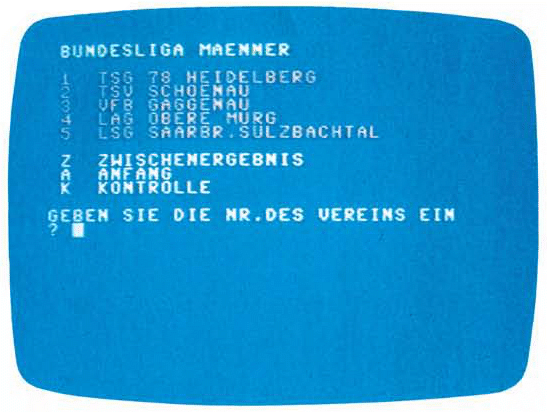 BUNDESLIGA MAENNER
1 TSG 78 HEIDELBERG
2 TSV SCHOENAU
3 VFB GAGGENAU
4 LAG OBERE MURG
5 LSG SAARBR.SULZBACHTAL
Z ZWISCHENERGEBNIS
A ANFANG
K KONTROLLE
GEBEN SIE DIE NR.DES VEREINS EIN
?